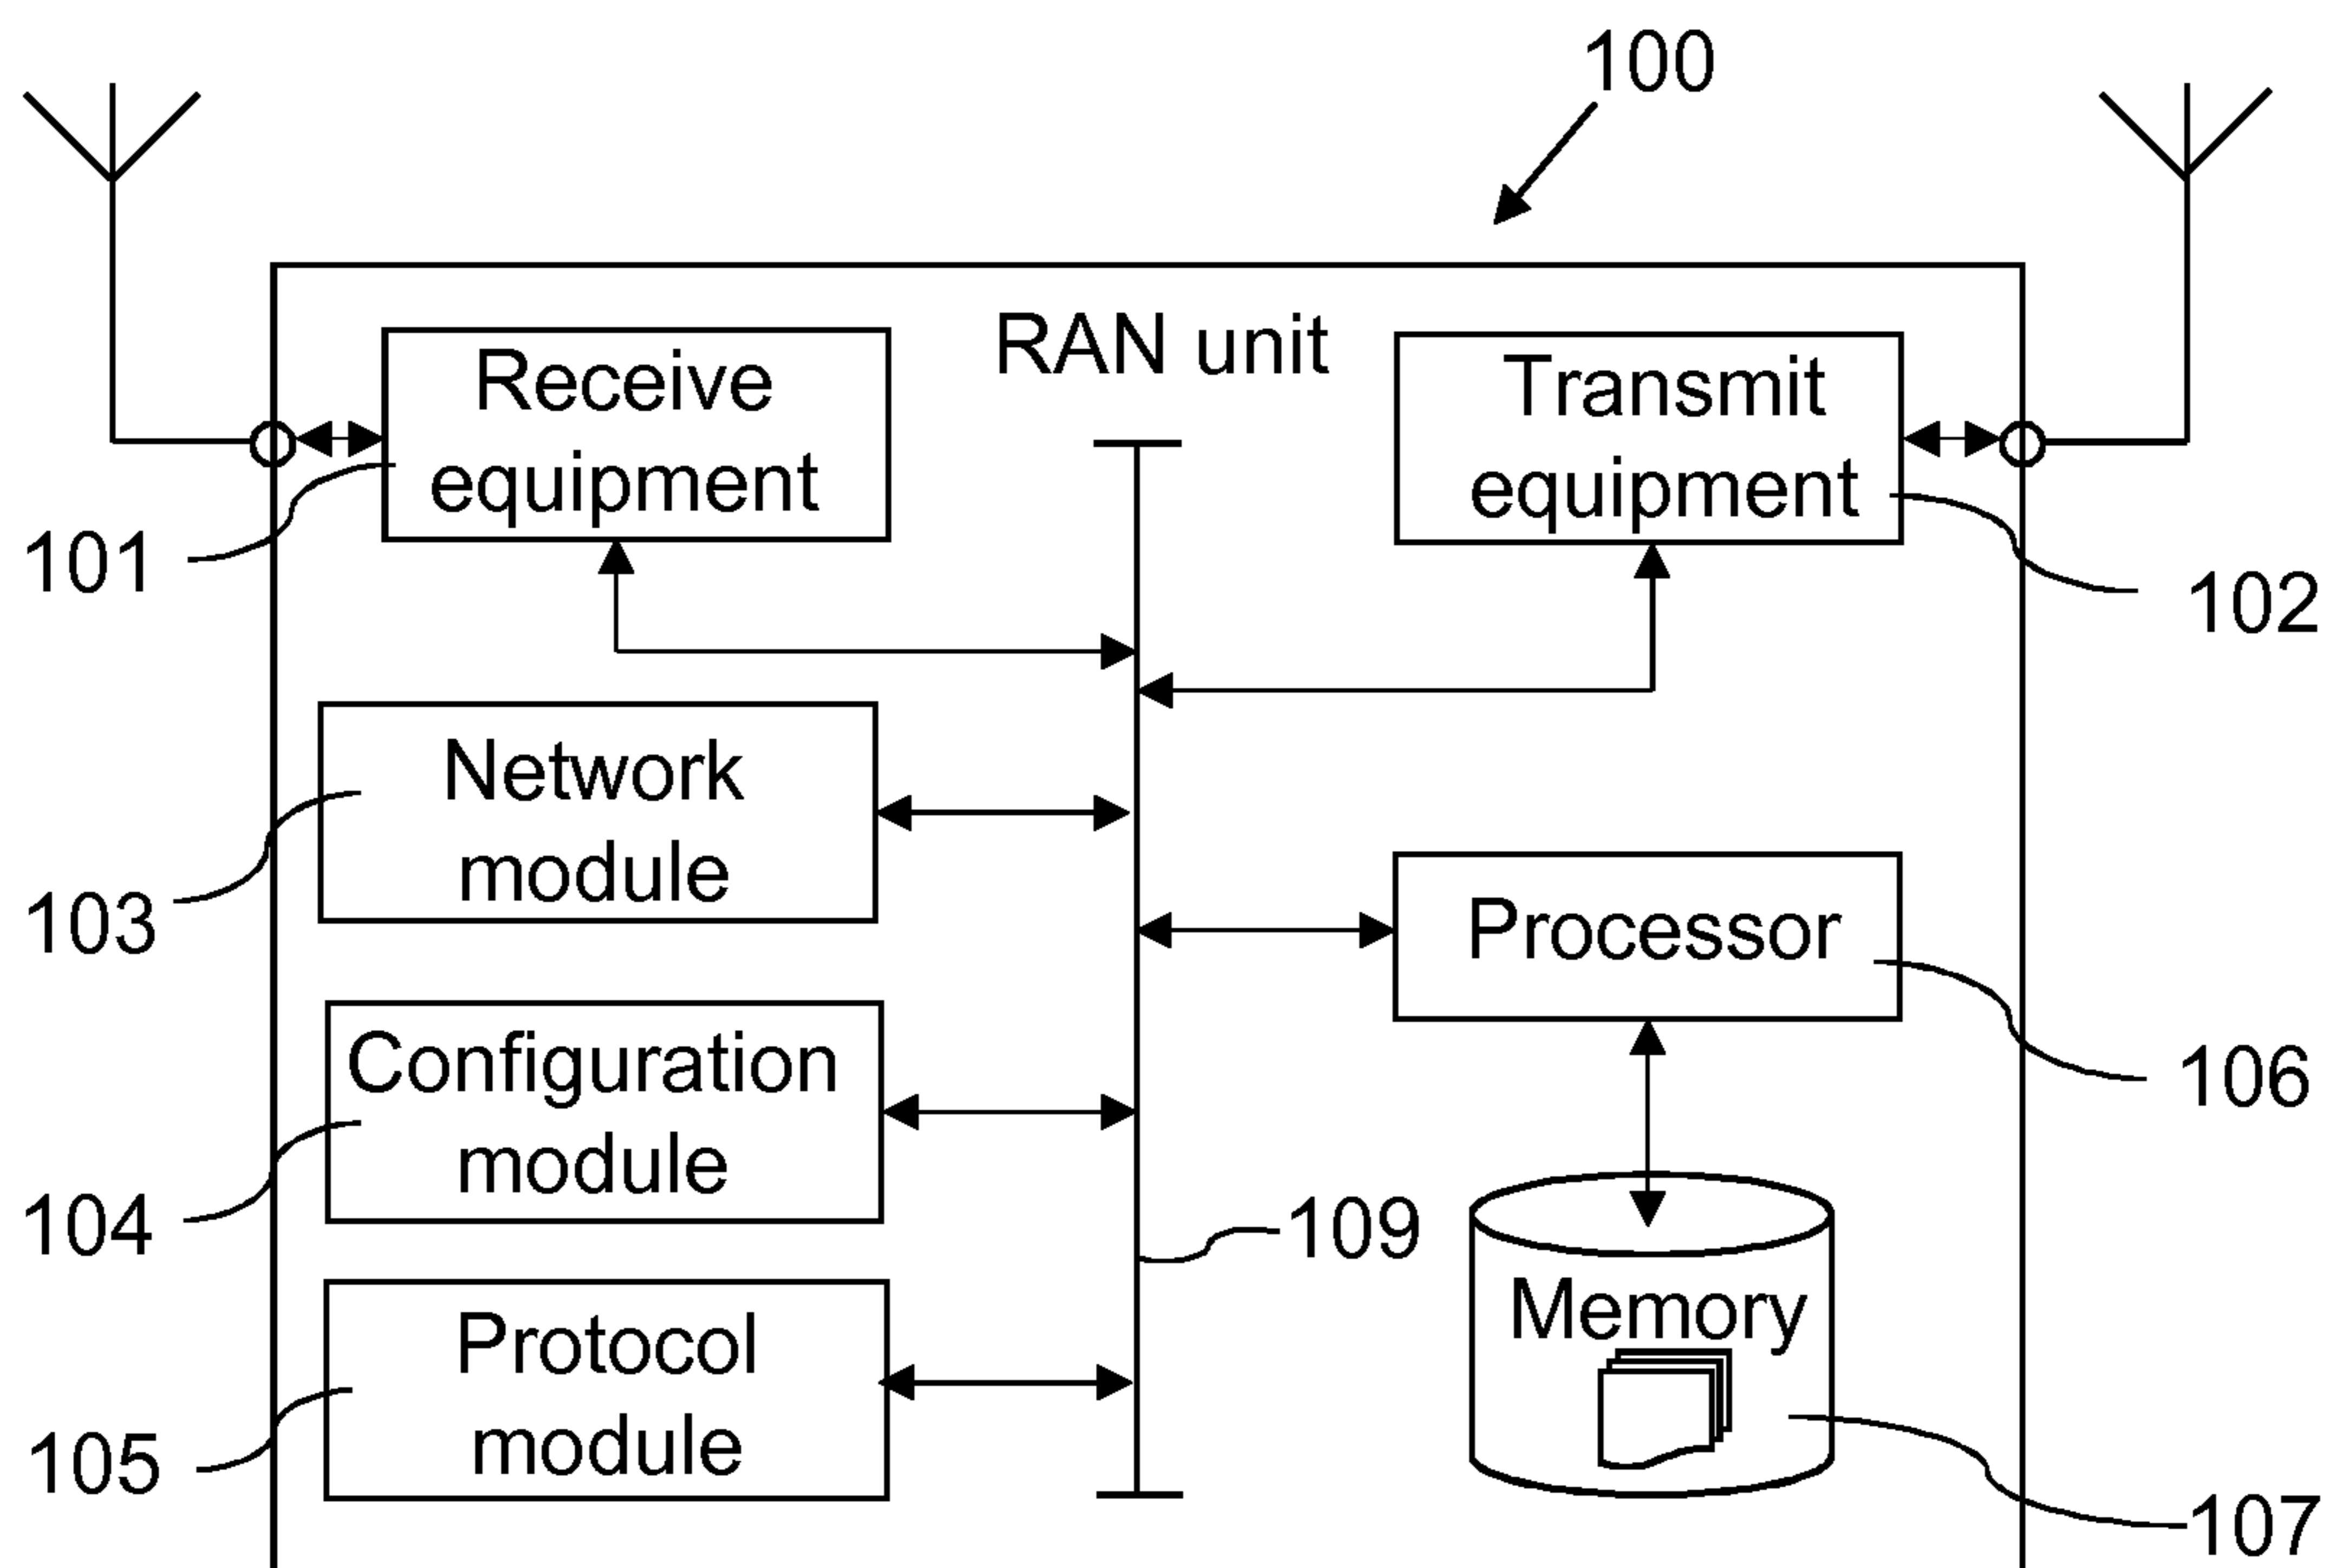 100
RAN unit
Receive
equipment
Transmit
equipment
101
102
Network
module
103
Processor
106
Configuration
module
104
109
Memory
Protocol
module
105
107